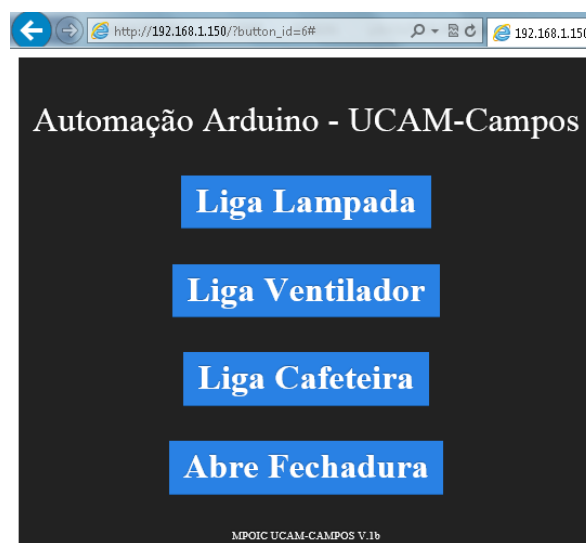 http://192.168.1.150/?button_id=6#
192.168.1.150
Automação Arduino - UCAM-Campos
Liga Lampada
Liga Ventilador
Liga Cafeteira
Abre Fechadura
MPOIC UCAM-CAMPOS V.1b